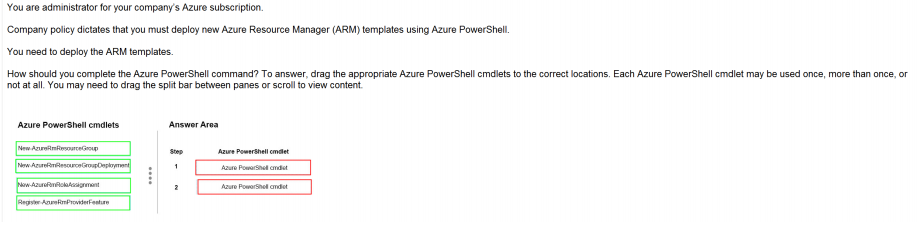 You are administrator for your company's Azure subscription.
Company policy dictates that you must deploy new Azure Resource Manager (ARM) templates using Azure PowerShell.
You need to deploy the ARM templates.
How should you complete the Azure PowerShell command? To answer, drag the appropriate Azure PowerShell cmdlets to the correct locations. Each Azure PowerShell cmdlet may be used once, more than once, or
not at all. You may need to drag the split bar between panes or scroll to view content.
Azure PowerShell cmdlets
New-AzureRmResourceGroup
New-AzureRmResourceGroupDeployment
New-AzureRmRoleAssignment
Register-AzureRmProviderFeature
Answer Area
Step Azure PowerShell cmdlet
1 Azure PowerShell cmdlet
2 Azure PowerShell cmdlet